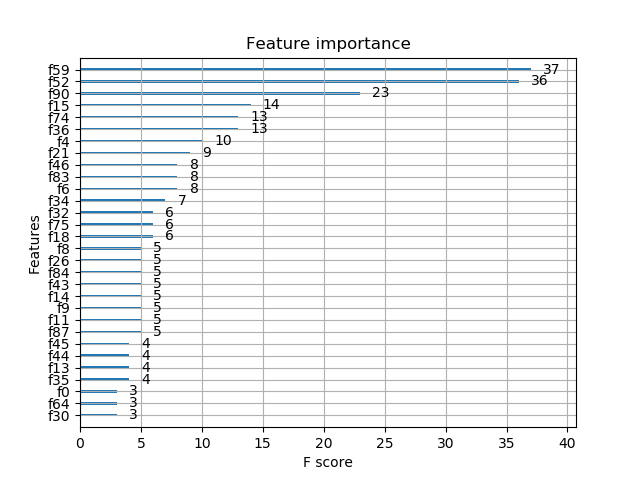 Feature importance
f59 37
f52 36
f90 23
f15 14
f74 13
f36 13
f4 10
f21 9
f46 8
f83 8
f6 8
f34 7
f32 6
f75 6
f18 6
f8 5
f26 5
f84 5
f43 5
f14 5
f9 5
f11 5
f87 5
f45 4
f44 4
f13 4
f35 4
f0 3
f64 3
f30 3
Features
0 5 10 15 20 25 30 35 40
F score